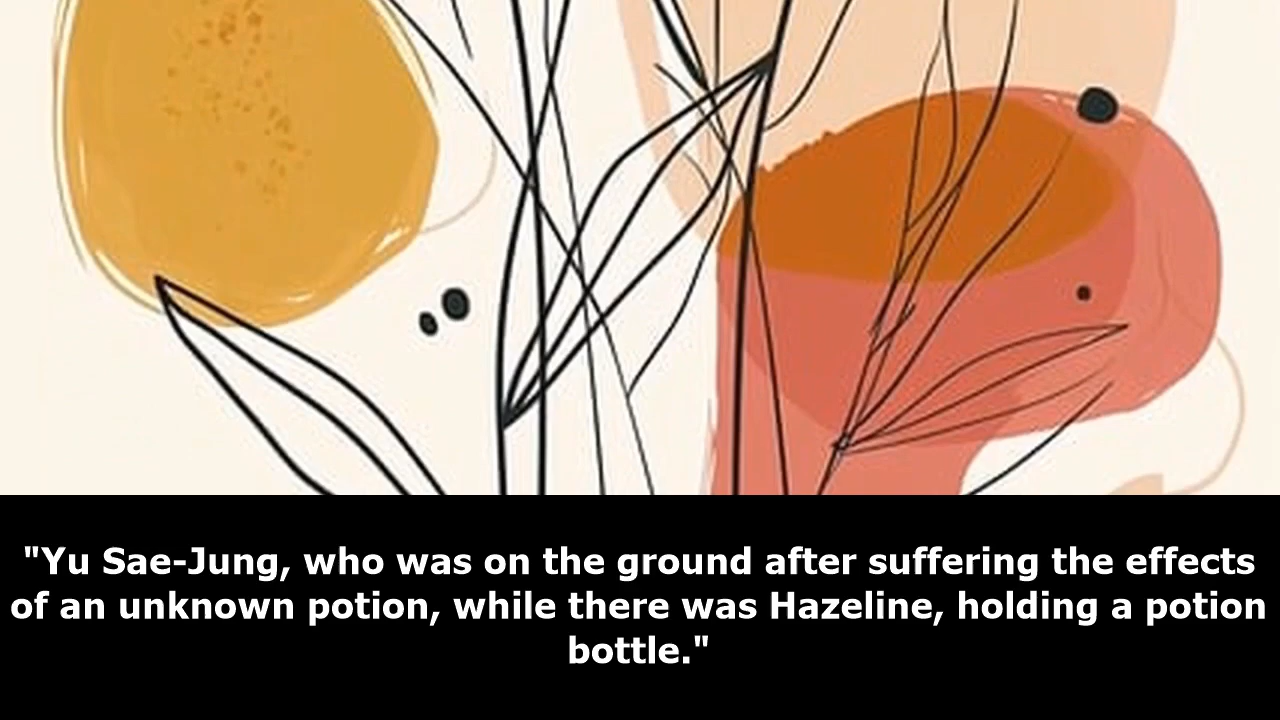 "Yu Sae-Jung, who was on the ground after suffering the effects
of an unknown potion, while there was Hazeline, holding a potion
bottle."